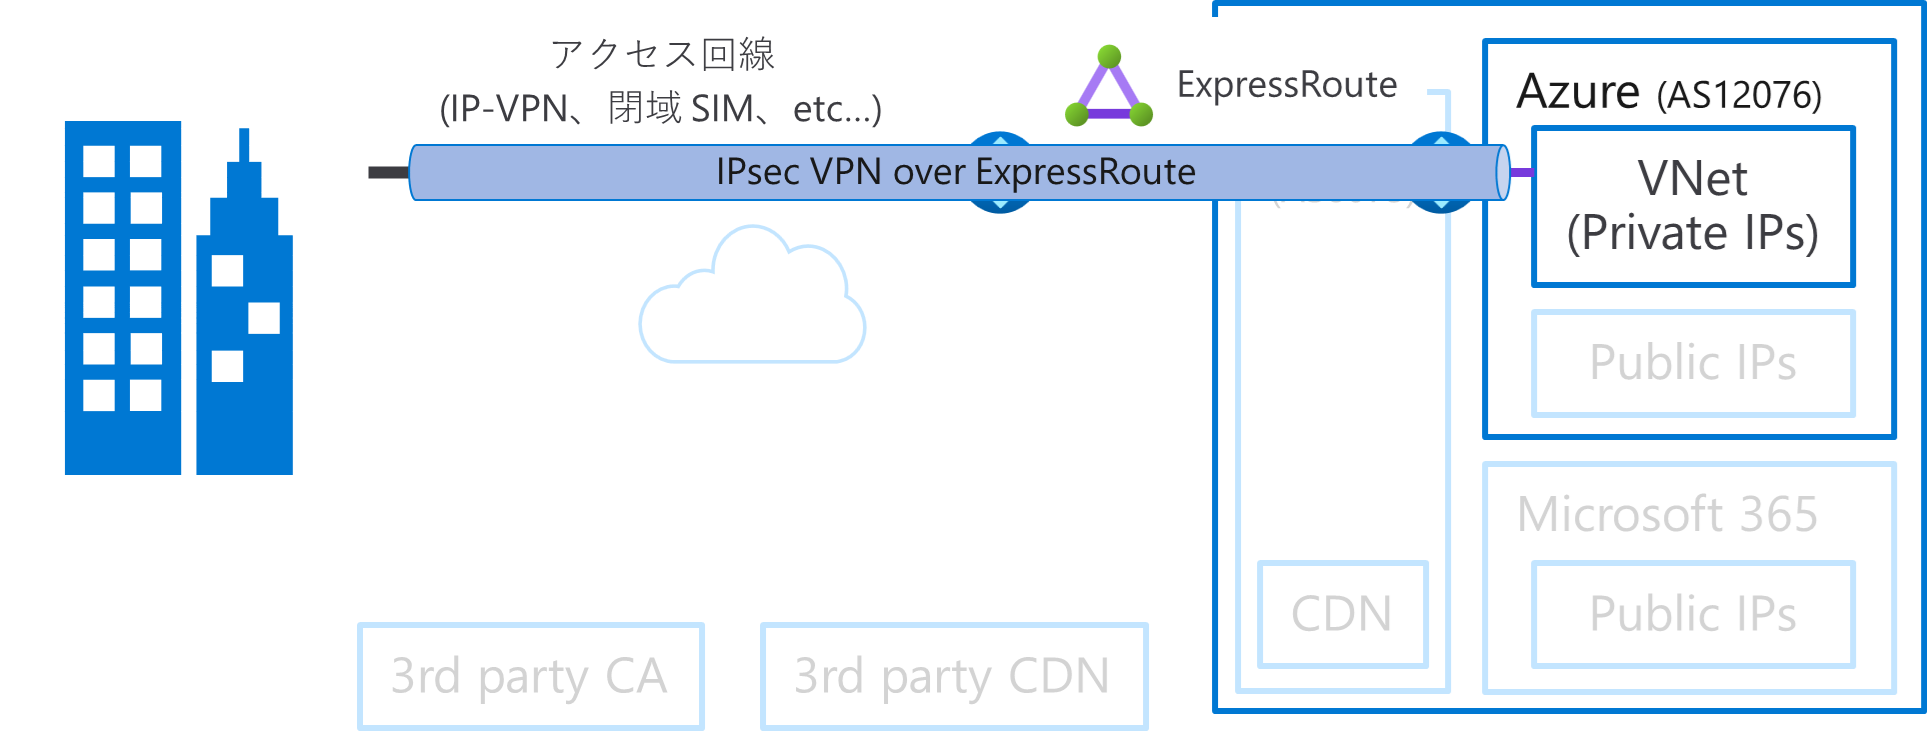 アクセス回線
(IP-VPN、閉域 SIM、etc...)
ExpressRoute
IPsec VPN over ExpressRoute
Azure (AS12076)
VNet
(Private IPs)
Public IPs
Microsoft 365
Public IPs
CDN
3rd party CA
3rd party CDN